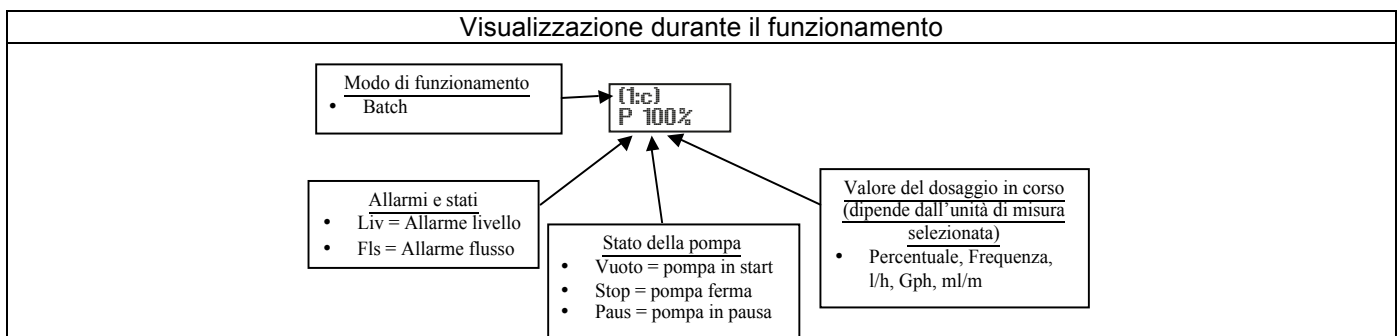 Visualizzazione durante il funzionamento
Modo di funzionamento
• Batch
(1:c)
P 100%
Allarmi e stati
• Liv = Allarme livello
• Fls = Allarme flusso
Stato della pompa
• Vuoto = pompa in start
• Stop = pompa ferma
• Paus = pompa in pausa
Valore del dosaggio in corso
(dipende dall’unità di misura
selezionata)
• Percentuale, Frequenza,
l/h, Gph, ml/m